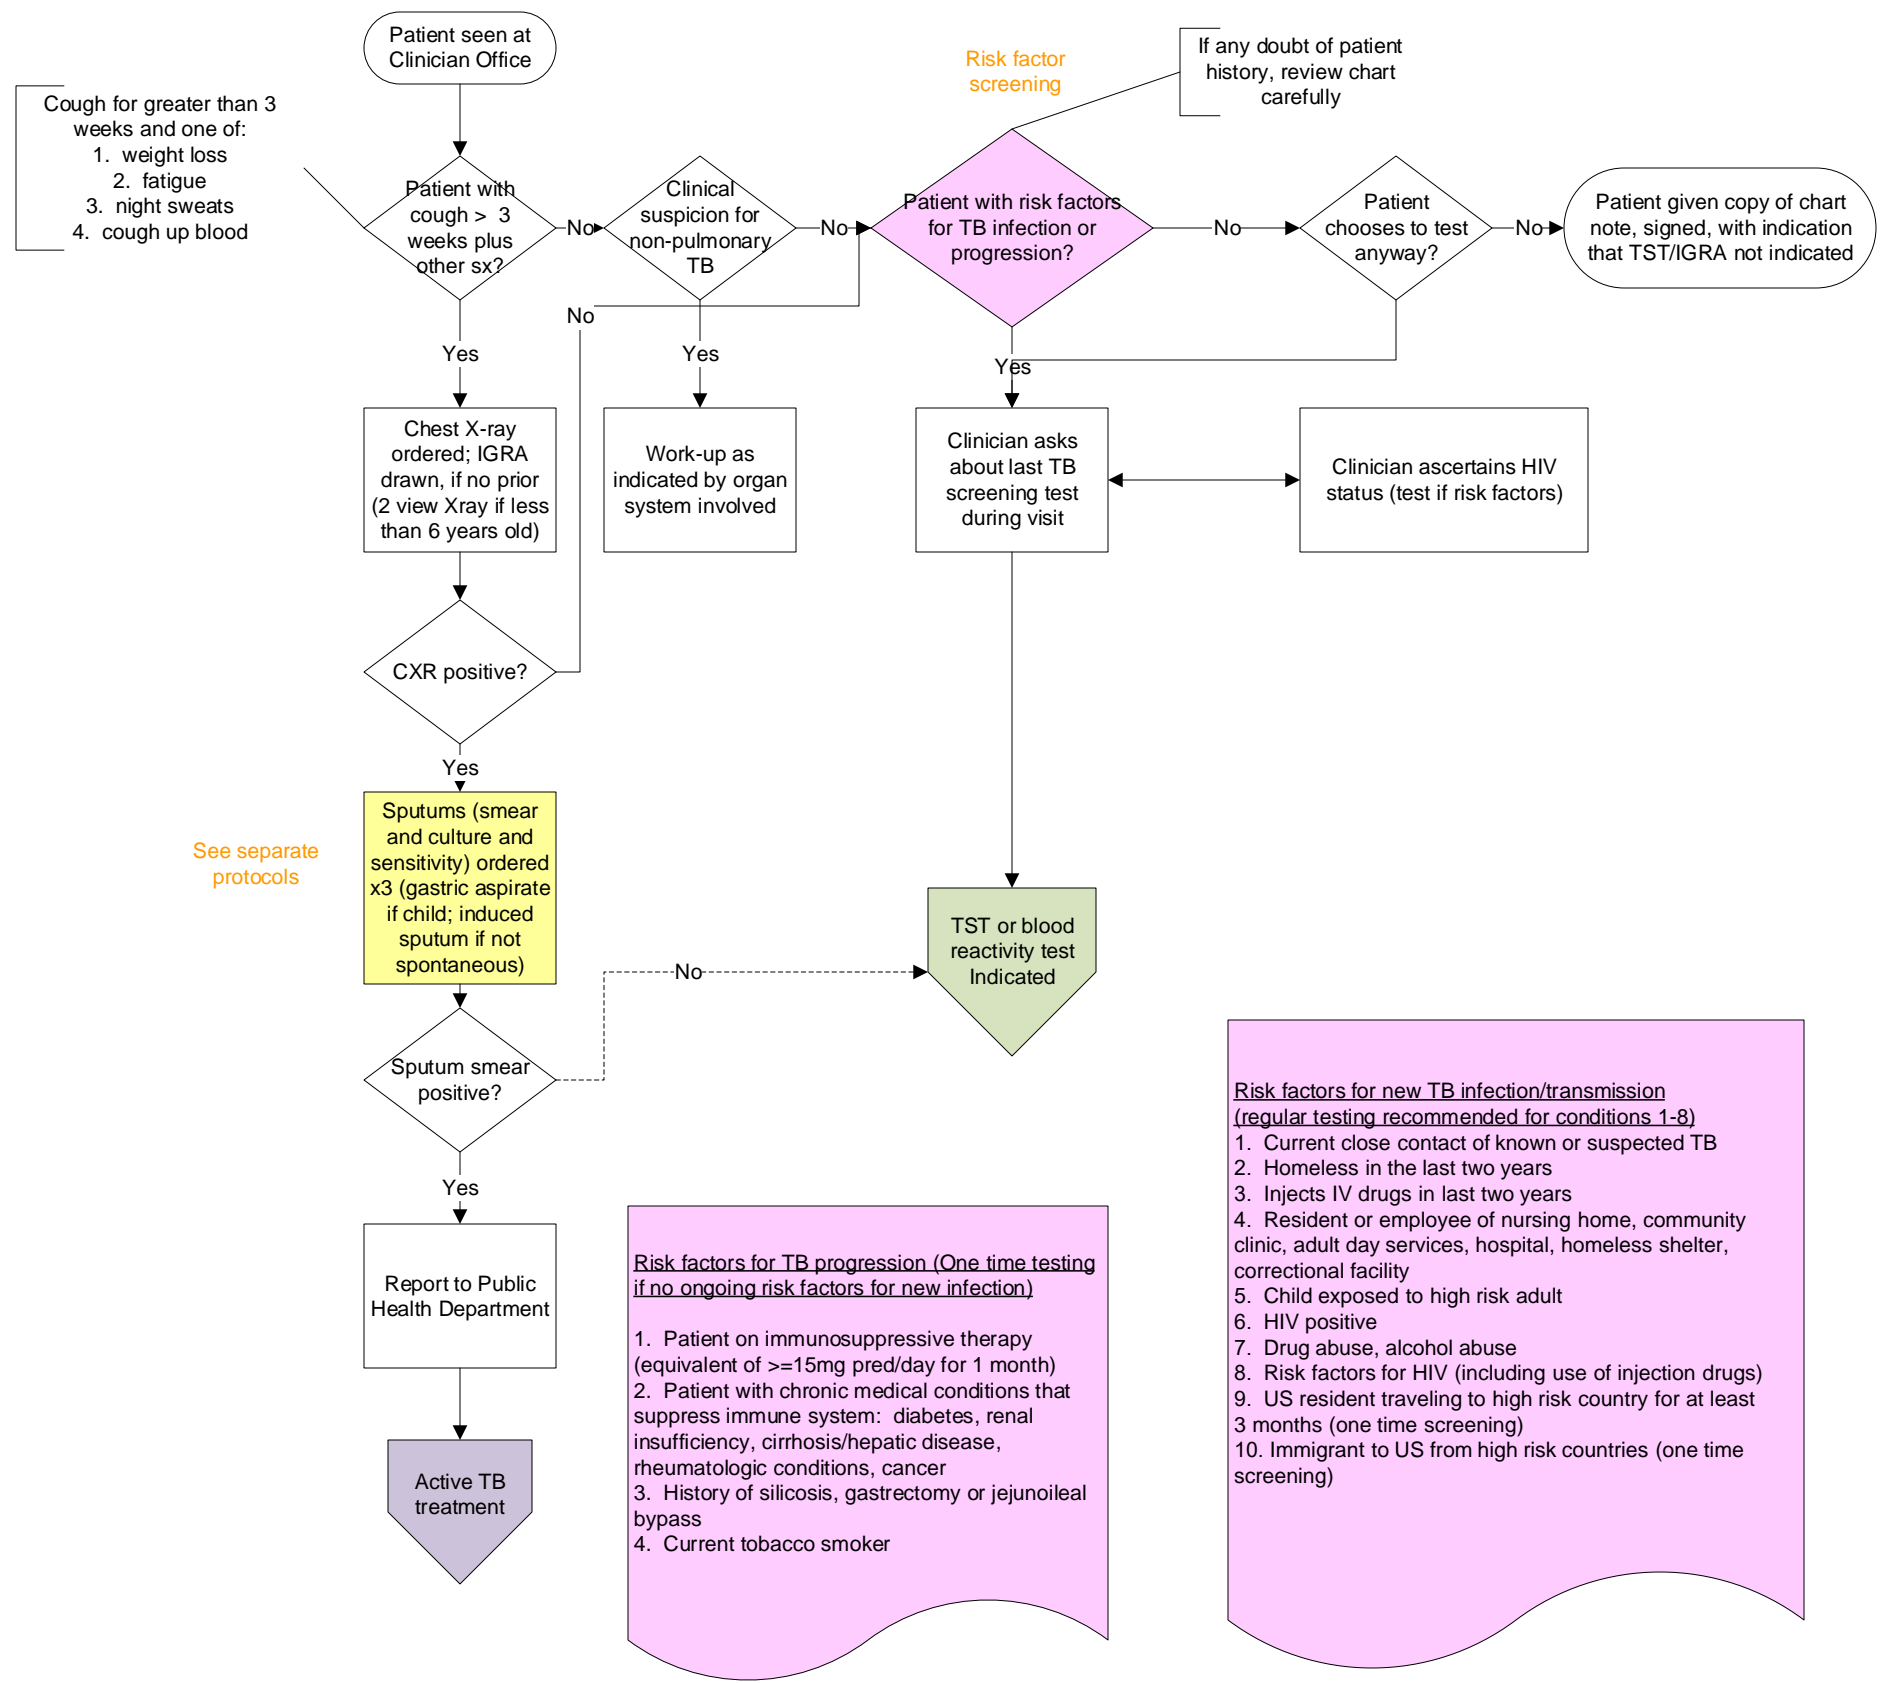 Patient seen at
Clinician Office
Cough for greater than 3
weeks and one of:
1.  weight loss
2.  fatigue
3.  night sweats
4.  cough up blood
Risk factor
screening
If any doubt of patient
history, review chart
carefully
Patient with
cough >  3
weeks plus
other sx?
No
Clinical
suspicion for
non-pulmonary
TB
No
Patient with risk factors
for TB infection or
progression?
No
Patient
chooses to test
anyway?
No
Patient given copy of chart
note, signed, with indication
that TST/IGRA not indicated
No
Yes
Yes
Yes
Chest X-ray
ordered; IGRA
drawn, if no prior
(2 view Xray if less
than 6 years old)
Work-up as
indicated by organ
system involved
Clinician asks
about last TB
screening test
during visit
Clinician ascertains HIV
status (test if risk factors)
CXR positive?
Yes
See separate
protocols
Sputums (smear
and culture and
sensitivity) ordered
x3 (gastric aspirate
if child; induced
sputum if not
spontaneous)
No
TST or blood
reactivity test
Indicated
Sputum smear
positive?
Yes
Report to Public
Health Department
Active TB
treatment
Risk factors for TB progression (One time testing
if no ongoing risk factors for new infection)
1.  Patient on immunosuppressive therapy
(equivalent of >=15mg pred/day for 1 month)
2.  Patient with chronic medical conditions that
suppress immune system:  diabetes, renal
insufficiency, cirrhosis/hepatic disease,
rheumatologic conditions, cancer
3.  History of silicosis, gastrectomy or jejunoileal
bypass
4.  Current tobacco smoker
Risk factors for new TB infection/transmission
(regular testing recommended for conditions 1-8)
1.  Current close contact of known or suspected TB
2.  Homeless in the last two years
3.  Injects IV drugs in last two years
4.  Resident or employee of nursing home, community
clinic, adult day services, hospital, homeless shelter,
correctional facility
5.  Child exposed to high risk adult
6.  HIV positive
7.  Drug abuse, alcohol abuse
8.  Risk factors for HIV (including use of injection drugs)
9.  US resident traveling to high risk country for at least
3 months (one time screening)
10. Immigrant to US from high risk countries (one time
screening)